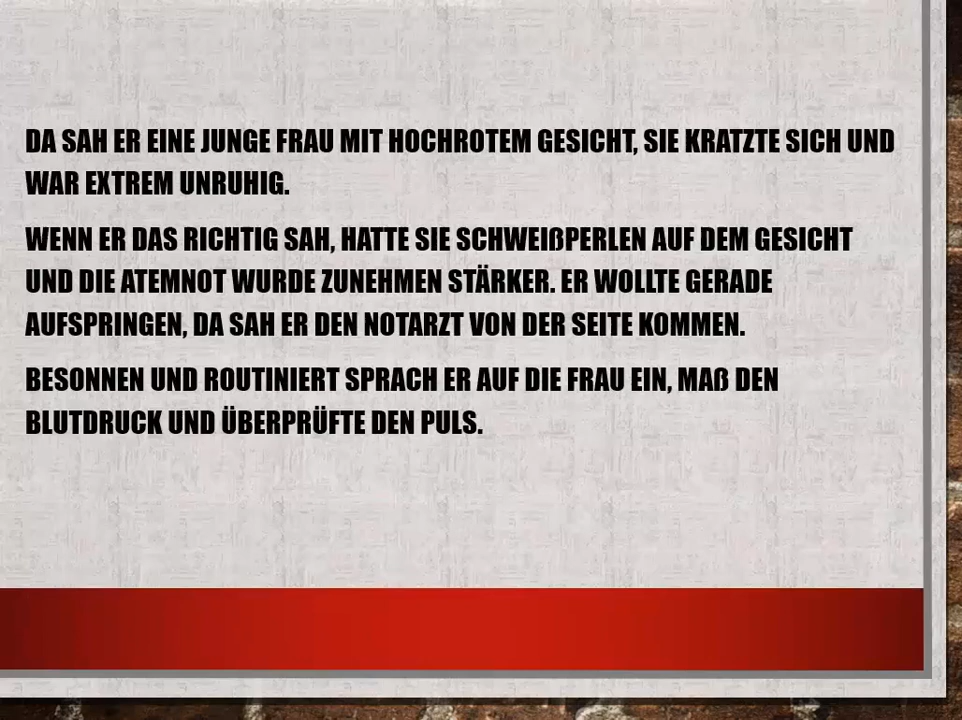 DA SAH ER EINE JUNGE FRAU MIT HOCHROTEM GESICHT, SIE KRATZTE SICH UND
WAR EXTREM UNRUHIG.
WENN ER DAS RICHTIG SAH, HATTE SIE SCHWEIßPERLEN AUF DEM GESICHT
UND DIE ATEMNOT WURDE ZUNEHMEN STÄRKER. ER WOLLTE GERADE
AUFSPRINGEN, DA SAH ER DEN NOTARZT VON DER SEITE KOMMEN.
BESONNEN UND ROUTINIERT SPRACH ER AUF DIE FRAU EIN, MAß DEN
BLUTDRUCK UND ÜBERPRÜFTE DEN PULS.